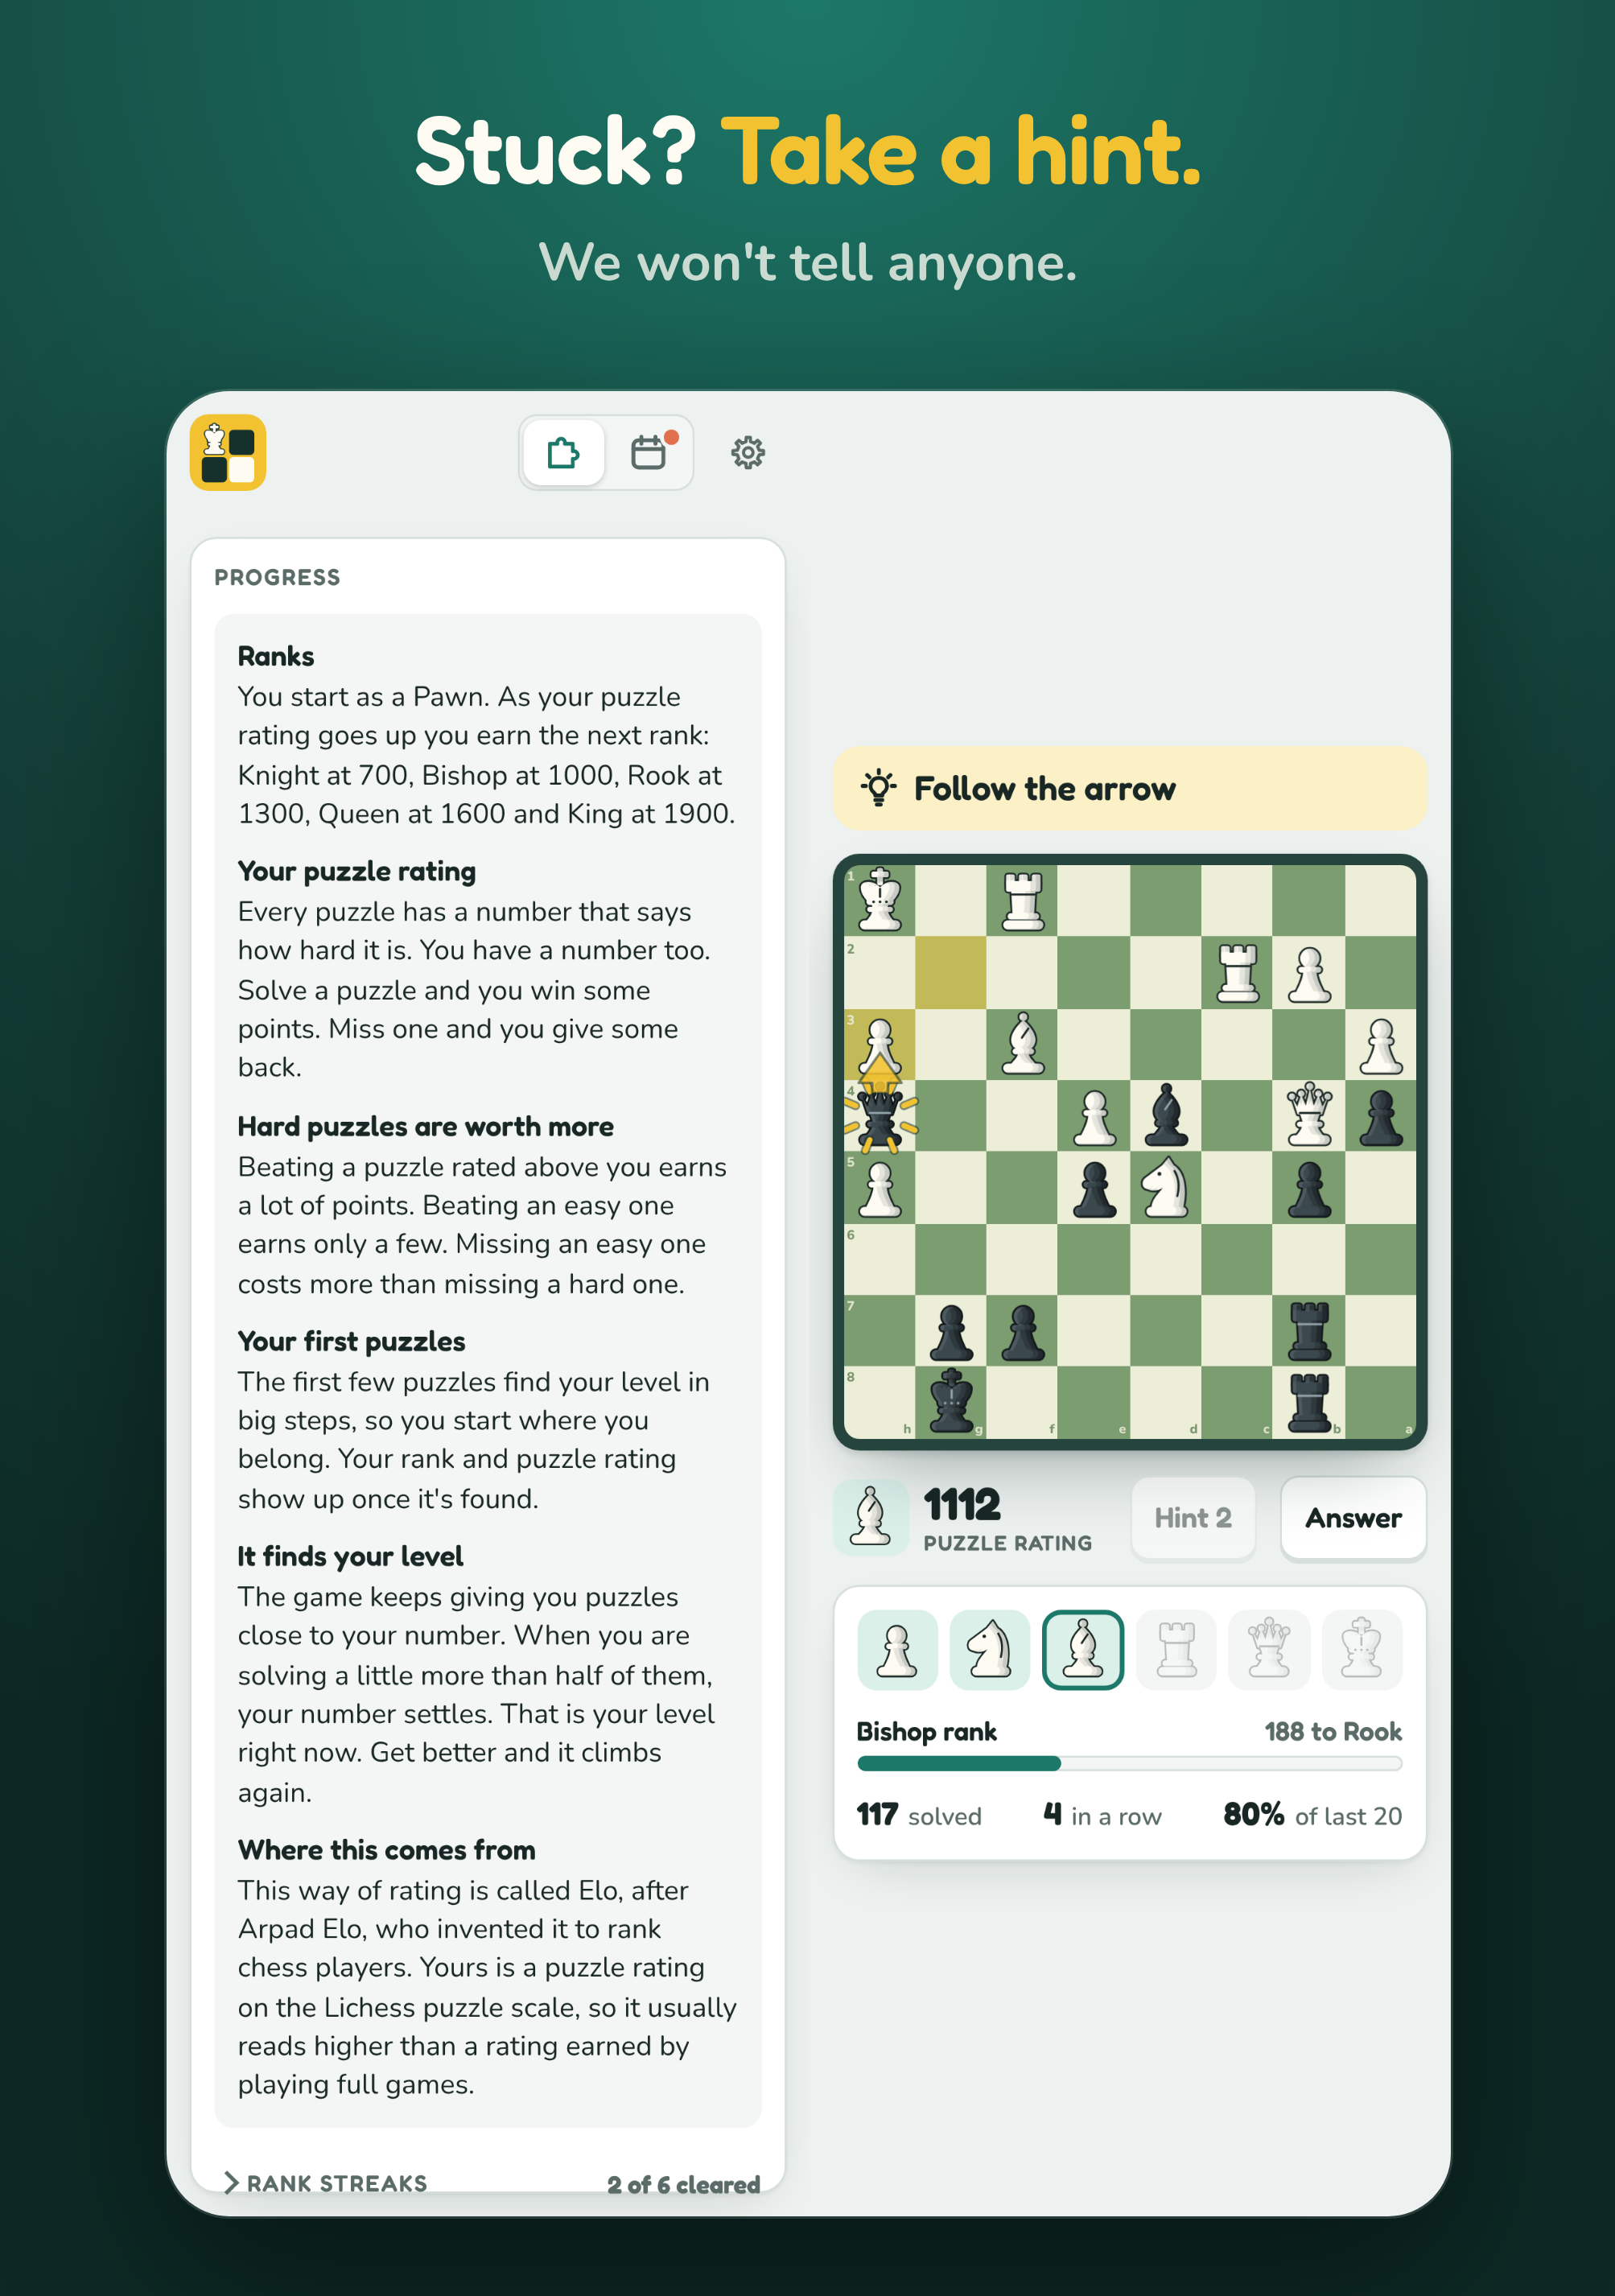 Stuck? Take a hint.
We won't tell anyone.
PROGRESS
Ranks
You start as a Pawn. As your puzzle
rating goes up you earn the next rank:
Knight at 700, Bishop at 1000, Rook at
1300, Queen at 1600 and King at 1900.
Your puzzle rating
Every puzzle has a number that says
how hard it is. You have a number too.
Solve a puzzle and you win some
points. Miss one and you give some
back.
Hard puzzles are worth more
Beating a puzzle rated above you earns
a lot of points. Beating an easy one
earns only a few. Missing an easy one
costs more than missing a hard one.
Your first puzzles
The first few puzzles find your level in
big steps, so you start where you
belong. Your rank and puzzle rating
show up once it's found.
It finds your level
The game keeps giving you puzzles
close to your number. When you are
solving a little more than half of them,
your number settles. That is your level
right now. Get better and it climbs
again.
Where this comes from
This way of rating is called Elo, after
Arpad Elo, who invented it to rank
chess players. Yours is a puzzle rating
on the Lichess puzzle scale, so it usually
reads higher than a rating earned by
playing full games.
RANK STREAKS 2 of 6 cleared
Follow the arrow
1
2
3
4
5
6
7
8
h g f e d c b a
1112
PUZZLE RATING
Hint 2
Answer
Bishop rank 188 to Rook
117 solved 4 in a row 80% of last 20